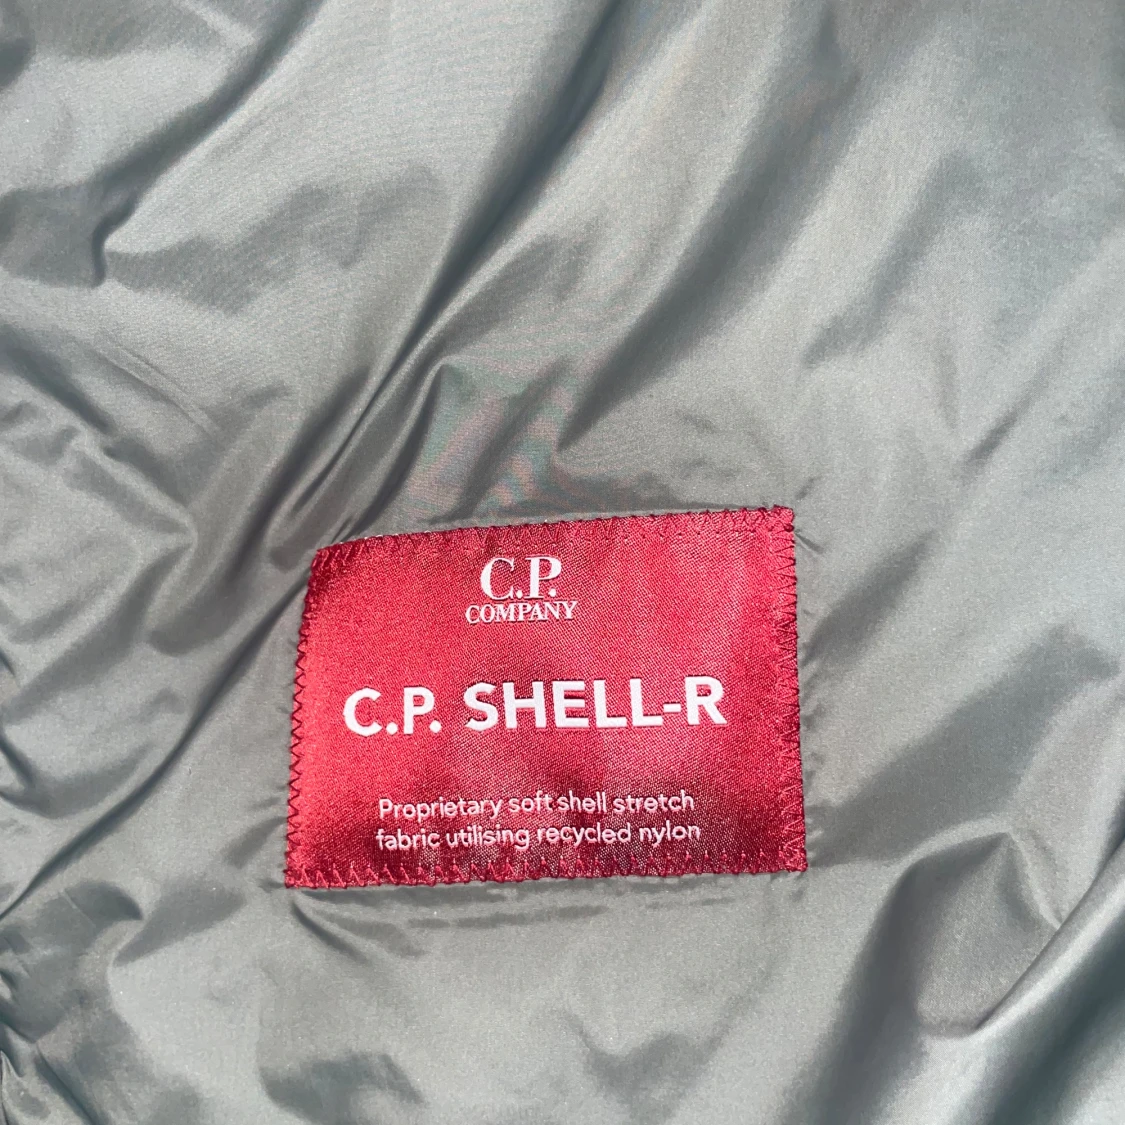 C.P.
COMPANY
C.P. SHELL-R
Proprietary soft shell stretch
fabric utilising recycled nylon